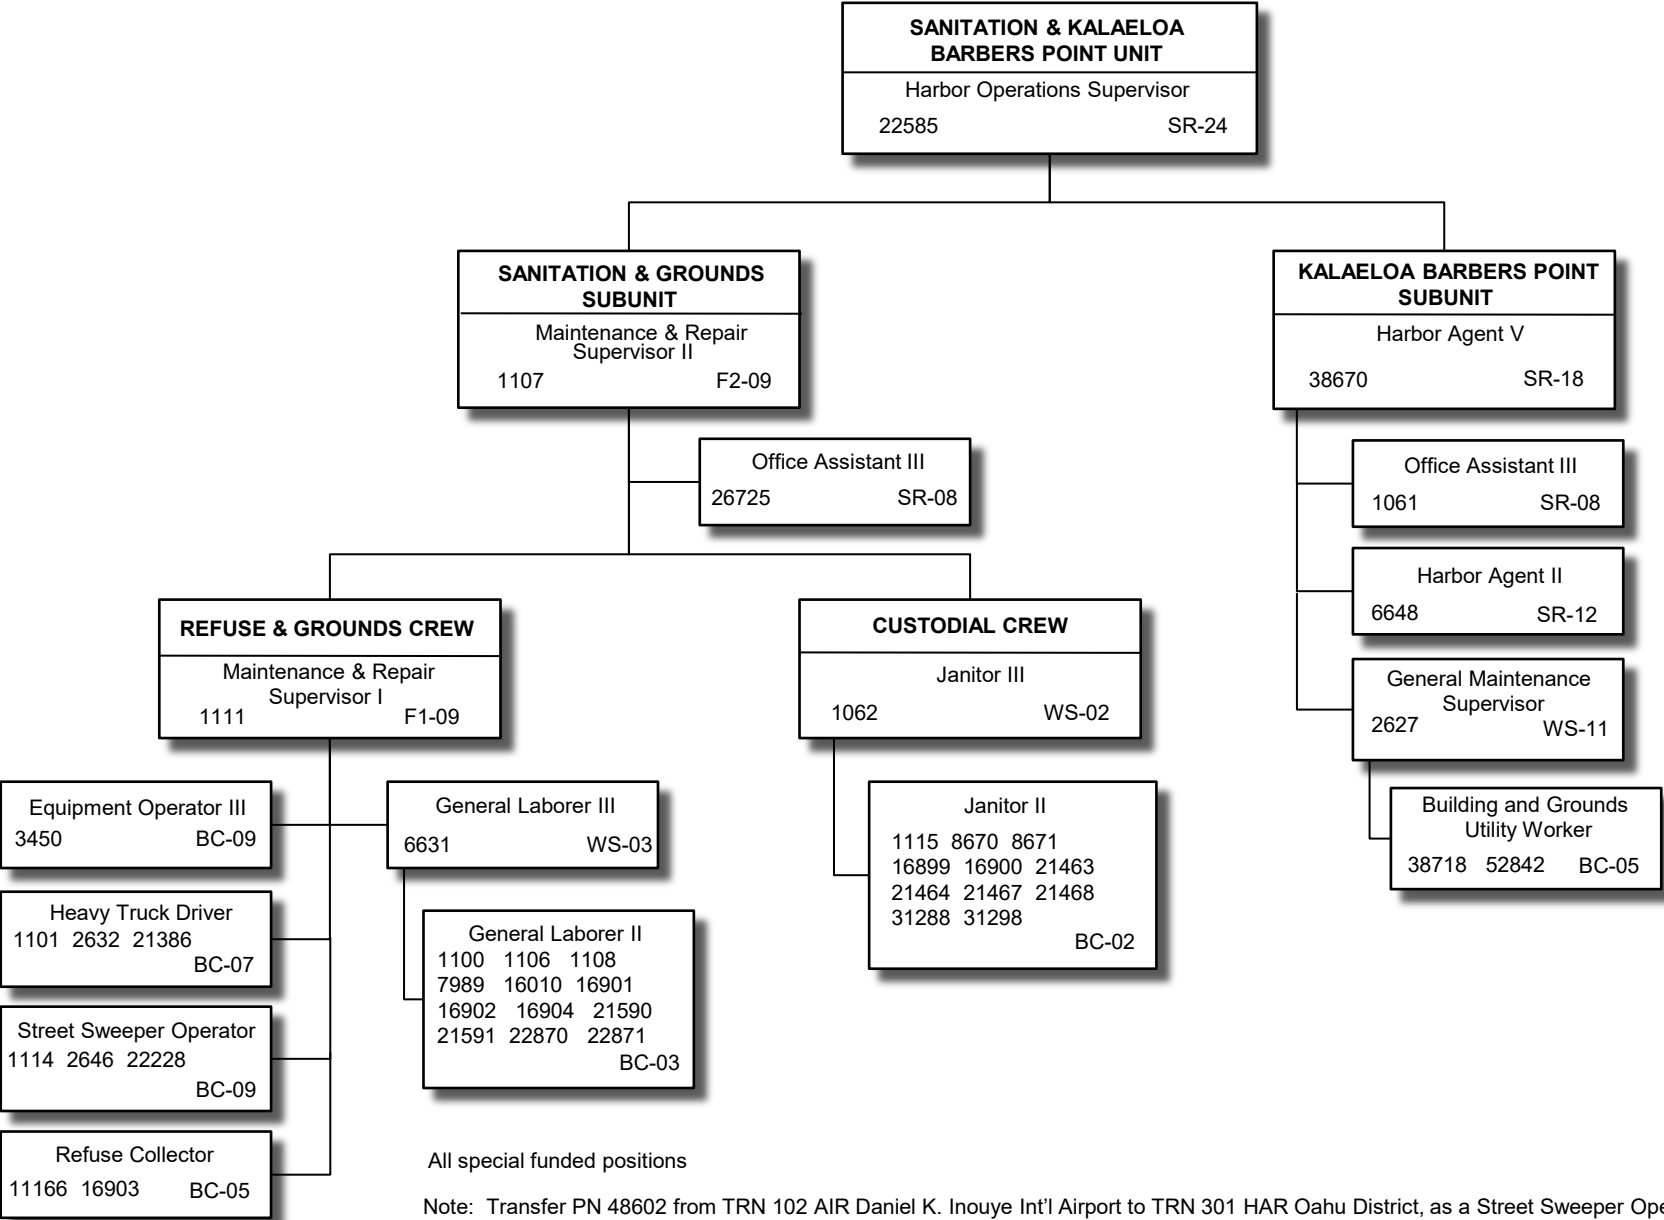 SANITATION & KALAELOA
BARBERS POINT UNIT
Harbor Operations Supervisor
22585 SR-24
SANITATION & GROUNDS
SUBUNIT
Maintenance & Repair
Supervisor II
1107 F2-09
KALAELOA BARBERS POINT
SUBUNIT
Harbor Agent V
38670 SR-18
Office Assistant III
26725 SR-08
Office Assistant III
1061 SR-08
Harbor Agent II
6648 SR-12
General Maintenance
Supervisor
2627 WS-11
Building and Grounds
Utility Worker
38718 52842 BC-05
REFUSE & GROUNDS CREW
Maintenance & Repair
Supervisor I
1111 F1-09
CUSTODIAL CREW
Janitor III
1062 WS-02
Equipment Operator III
3450 BC-09
Heavy Truck Driver
1101 2632 21386
BC-07
Street Sweeper Operator
1114 2646 22228
BC-09
Refuse Collector
11166 16903 BC-05
General Laborer III
6631 WS-03
General Laborer II
1100 1106 1108
7989 16010 16901
16902 16904 21590
21591 22870 22871
BC-03
Janitor II
1115 8670 8671
16899 16900 21463
21464 21467 21468
31288 31298
BC-02
All special funded positions
Note: Transfer PN 48602 from TRN 102 AIR Daniel K. Inouye Int'l Airport to TRN 301 HAR Oahu District, as a Street Sweeper Ope